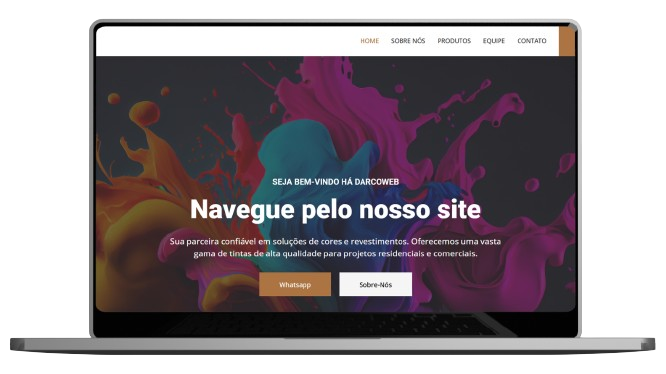 HOME SOBRE NÓS PRODUTOS EQUIPE CONTATO
SEJA BEM-VINDO HÁ DARCOWEB
Navegue pelo nosso site
Sua parceira confiável em soluções de cores e revestimentos. Oferecemos uma vasta
gama de tintas de alta qualidade para projetos residenciais e comerciais.
Whatsapp Sobre-Nós